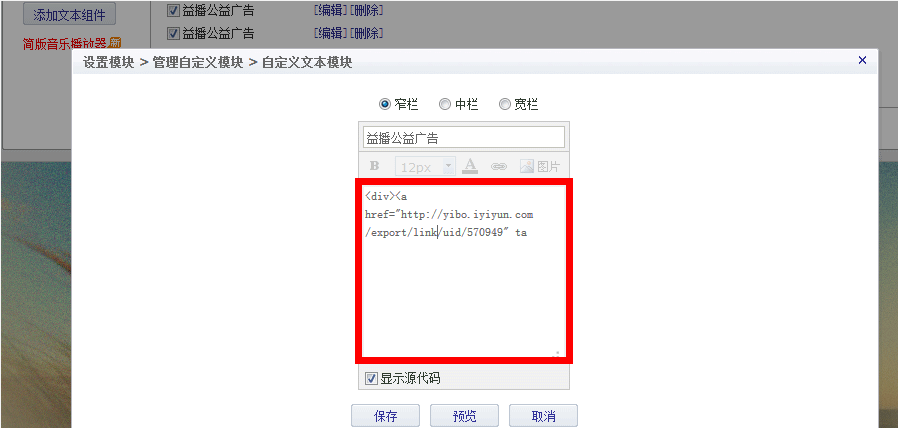 添加文本组件
益播公益广告 [编辑][删除]
益播公益广告 [编辑][删除]
简版音乐播放器 新
设置模块 > 管理自定义模块 > 自定义文本模块 ×
窄栏 中栏 宽栏
益播公益广告
B 12px A 图片
<div><a
href="http://yibo.iyiyun.com
/export/link/uid/570949" ta
显示源代码
保存 预览 取消